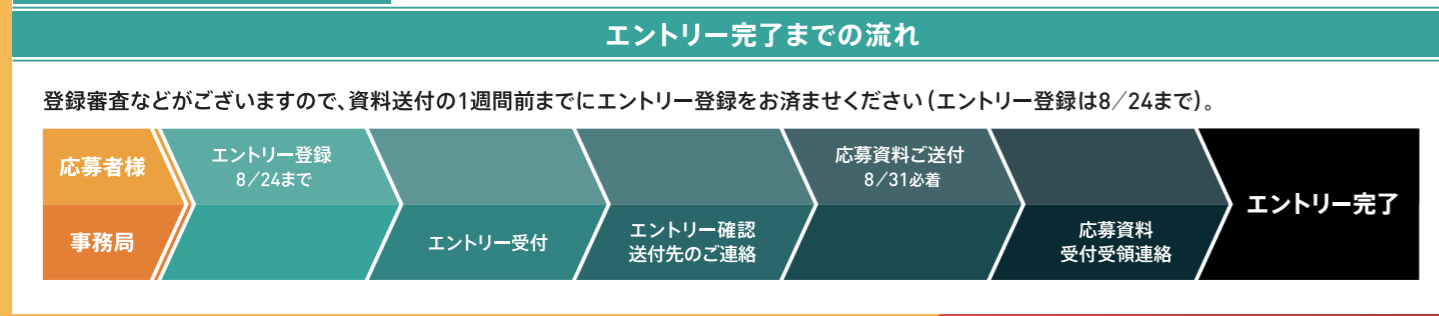 エントリー完了までの流れ
登録審査などがございますので、資料送付の1週間前までにエントリー登録をお済ませください（エントリー登録は8／24まで）。
応募者様
エントリー登録
8／24まで
応募資料ご送付
8／31必着
事務局
エントリー受付
エントリー確認
送付先のご連絡
応募資料
受付受領連絡
エントリー完了